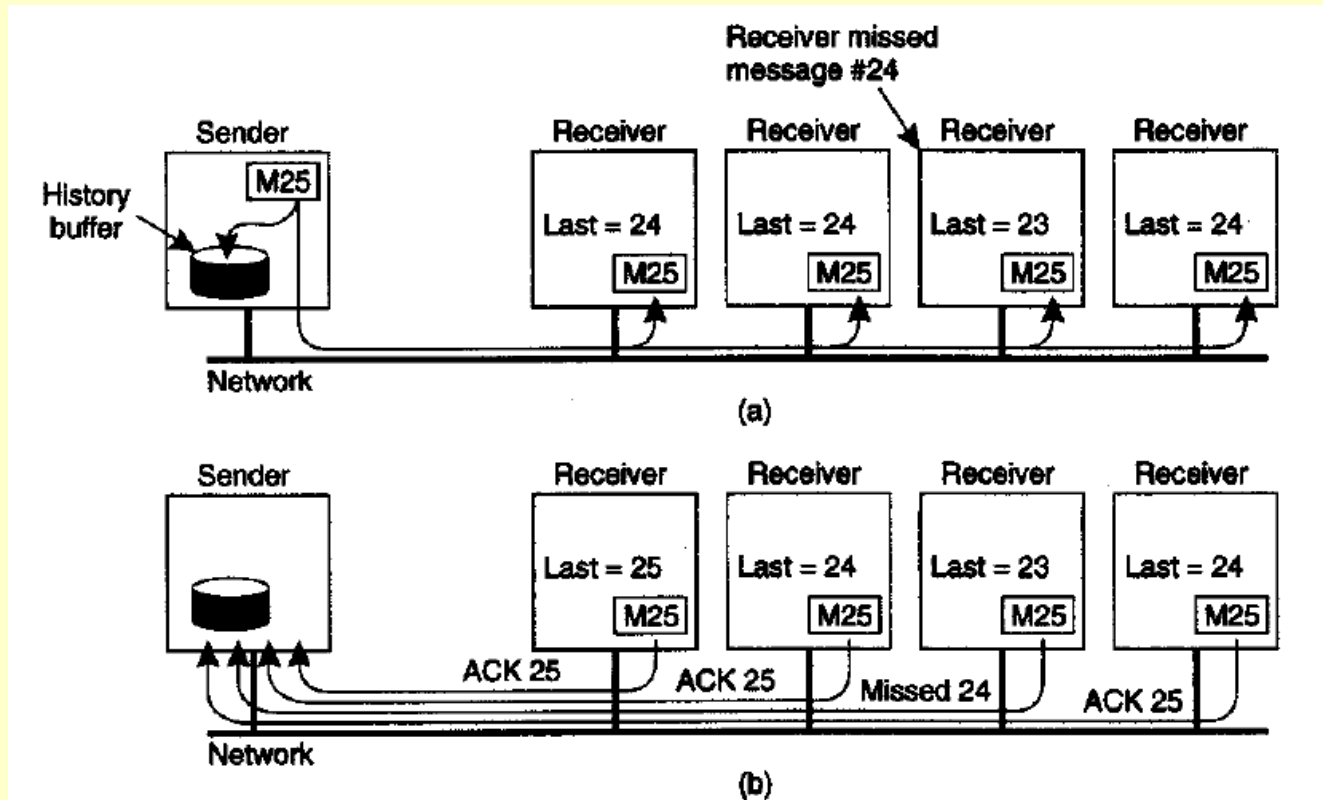 Receiver missed
message #24
Sender
Receiver
Receiver
Receiver
Receiver
M25
History
buffer
Last = 24
Last = 24
Last = 23
Last = 24
M25
M25
M25
M25
Network
(a)
Sender
Receiver
Receiver
Receiver
Receiver
Last = 25
Last = 24
Last = 23
Last = 24
M25
M25
M25
M25
ACK 25
ACK 25
Missed 24
ACK 25
Network
(b)